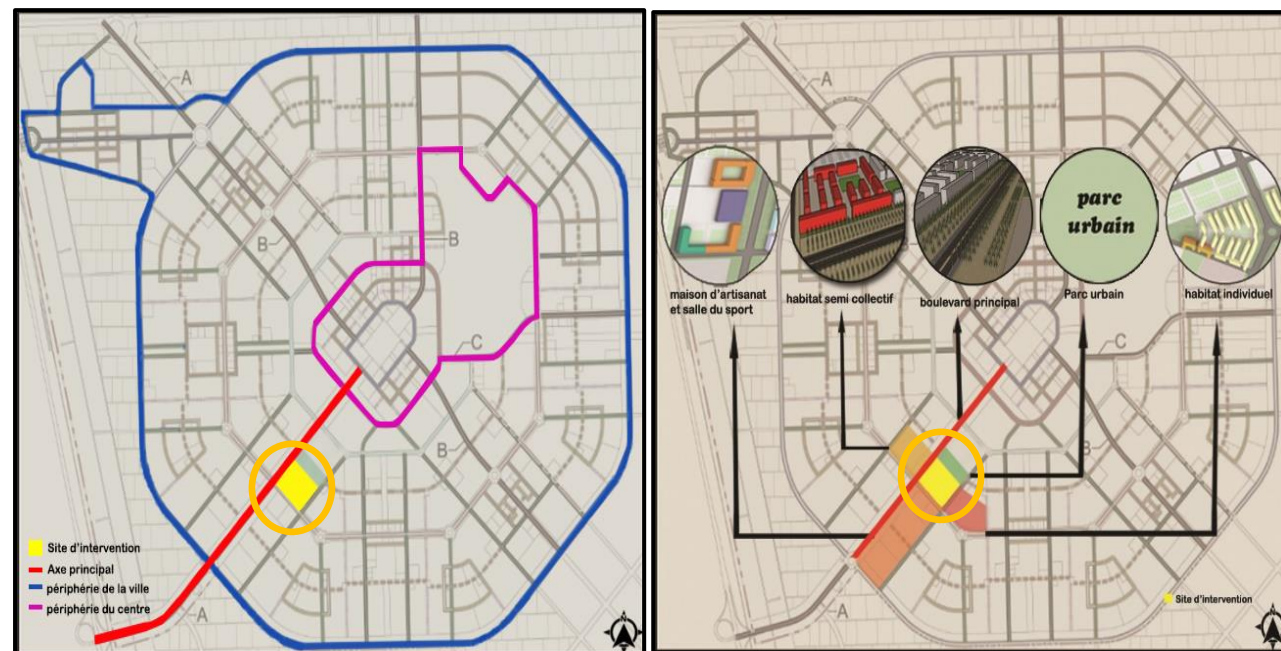 A
B
B
C
B
A
Site d'intervention
Axe principal
périphérie de la ville
périphérie du centre
A
B
B
parc
urbain
maison d'artisanat
et salle du sport
habitat semi collectif
boulevard principal
Parc urbain
habitat individuel
C
B
A
Site d'intervention